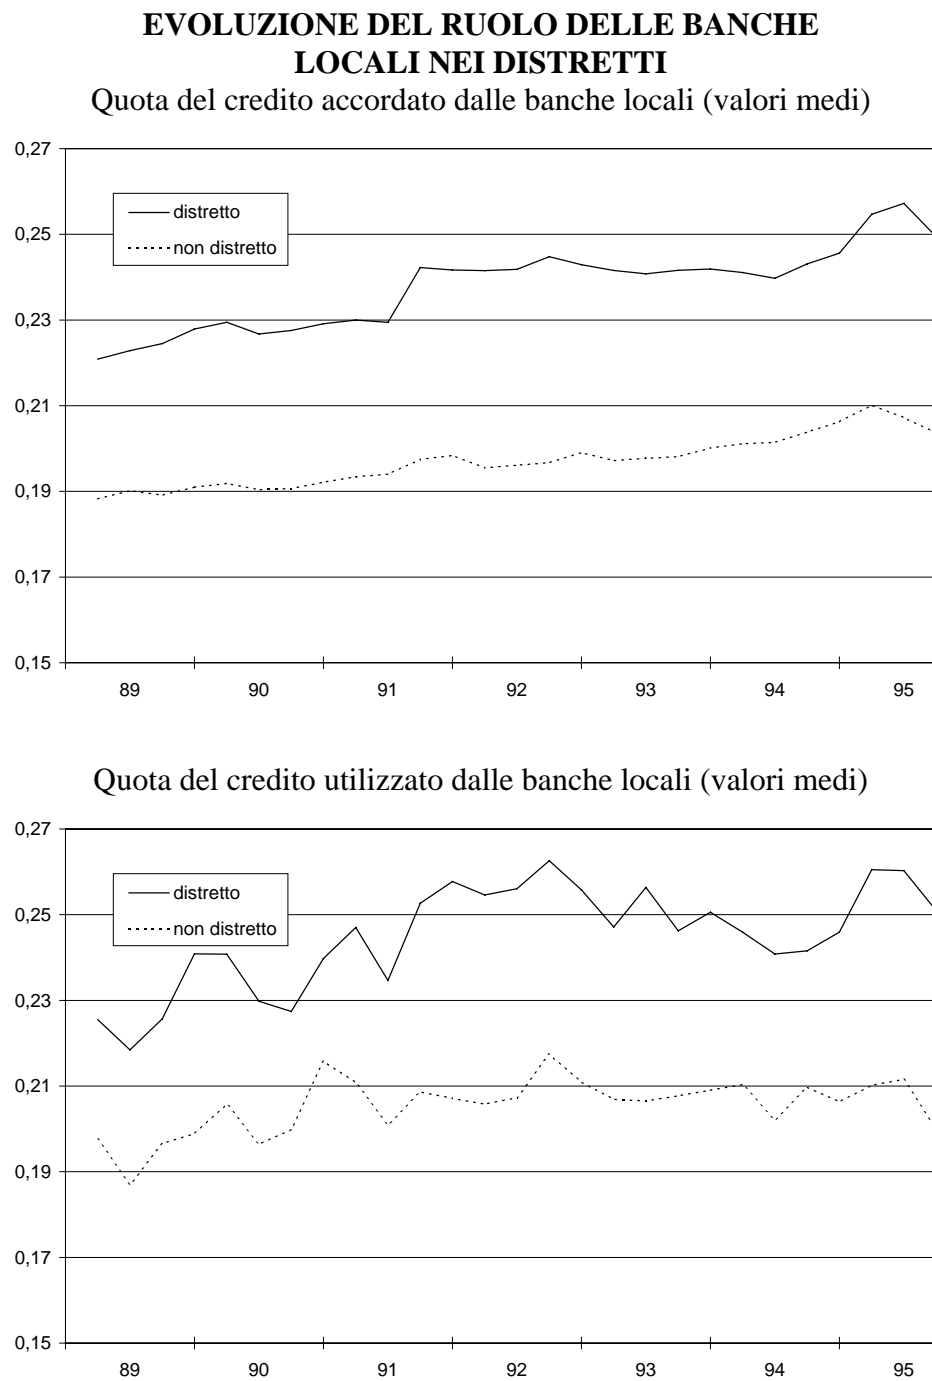 EVOLUZIONE DEL RUOLO DELLE BANCHE
LOCALI NEI DISTRETTI
Quota del credito accordato dalle banche locali (valori medi)
0,27
0,25
0,23
0,21
0,19
0,17
0,15
distretto
non distretto
89 90 91 92 93 94 95
Quota del credito utilizzato dalle banche locali (valori medi)
0,27
0,25
0,23
0,21
0,19
0,17
0,15
distretto
non distretto
89 90 91 92 93 94 95